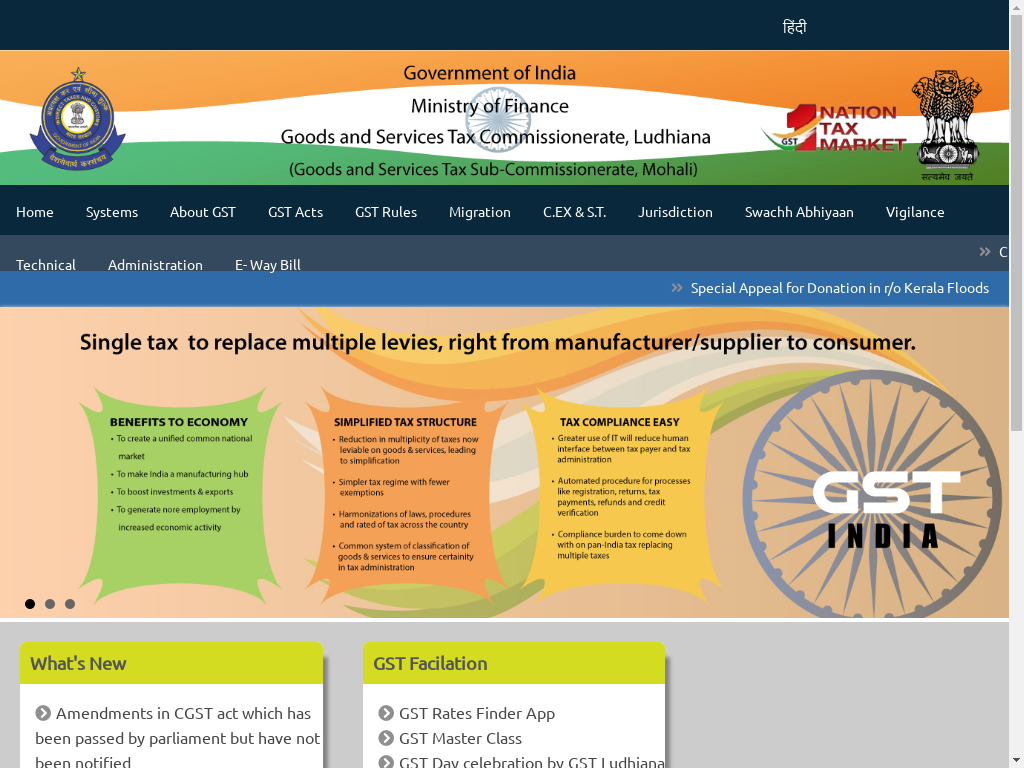 हिंदी
Government of India
Ministry of Finance
Goods and Services Tax Commissionerate, Ludhiana
(Goods and Services Tax Sub-Commissionerate, Mohali)
GST
NATION
TAX
MARKET
सत्यमेव जयते
Home Systems About GST GST Acts GST Rules Migration C.EX & S.T. Jurisdiction Swachh Abhiyaan Vigilance
Technical Administration E- Way Bill
C
Special Appeal for Donation in r/o Kerala Floods
Single tax to replace multiple levies, right from manufacturer/supplier to consumer.
BENEFITS TO ECONOMY
• To create a unified common national
market
• To make India a manufacturing hub
• To boost investments & exports
• To generate nore employment by
increased economic activity
SIMPLIFIED TAX STRUCTURE
• Reduction in multiplicity of taxes now
leviable on goods & services, leading
to simplification
• Simpler tax regime with fewer
exemptions
• Harmonizations of laws, procedures
and rated of tax across the country
• Common system of classification of
goods & services to ensure certainity
in tax administration
TAX COMPLIANCE EASY
• Greater use of IT will reduce human
interface between tax payer and tax
administration
• Automated procedure for processes
like registration, returns, tax
payments, refunds and credit
verification
• Compliance burden to come down
with on pan-India tax replacing
multiple taxes
GST
INDIA
What's New
Amendments in CGST act which has
been passed by parliament but have not
been notified
GST Facilation
GST Rates Finder App
GST Master Class
GST Day celebration by GST Ludhiana